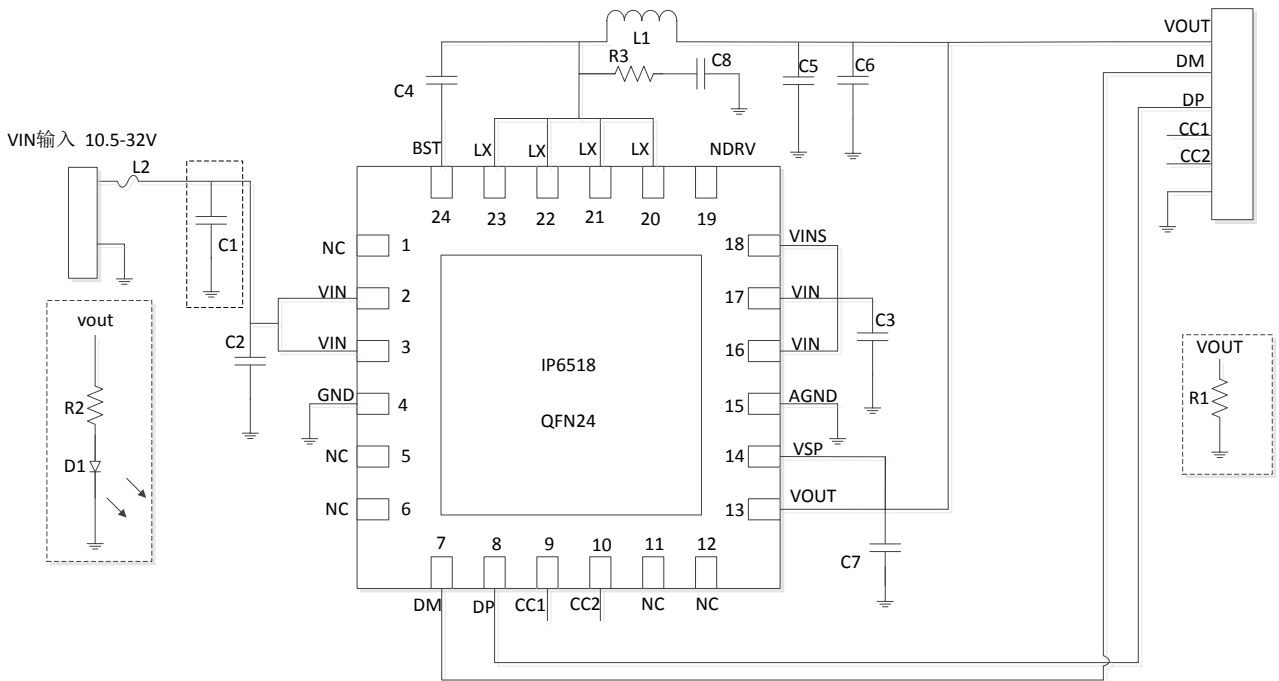 L1
VOUT
R3
C8
DM
C4
C5
C6
DP
VIN输入 10.5-32V
CC1
CC2
L2
BST
LX
LX
LX
LX
NDRV
24
23
22
21
20
19
C1
NC
1
18
VINS
VIN
2
17
VIN
C3
vout
C2
VIN
3
16
VIN
VOUT
IP6518
QFN24
R1
R2
GND
4
15
AGND
D1
NC
5
14
VSP
NC
6
13
VOUT
7
8
9
10
11
12
C7
DM
DP
CC1
CC2
NC
NC